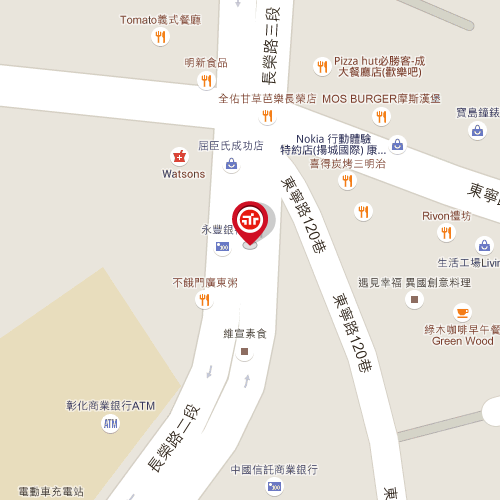 Tomato義式餐廳
長榮路三段
明新食品
Pizza hut必勝客-成
大餐廳店(歡樂吧)
全佑甘草芭樂長榮店
MOS BURGER摩斯漢堡
寶島鐘錶
屈臣氏成功店
Nokia 行動體驗
特約店(揚城國際) 康...
喜得炭烤三明治
Watsons
東寧路120巷
東寧
Rivon禮坊
永豐銀
生活工場Livin
不餓鬥廣東粥
遇見幸福 異國創意料理
東寧路120巷
維宣素食
綠木咖啡早午餐
Green Wood
彰化商業銀行ATM
ATM
長榮路二段
中國信託商業銀行
電動車充電站
東